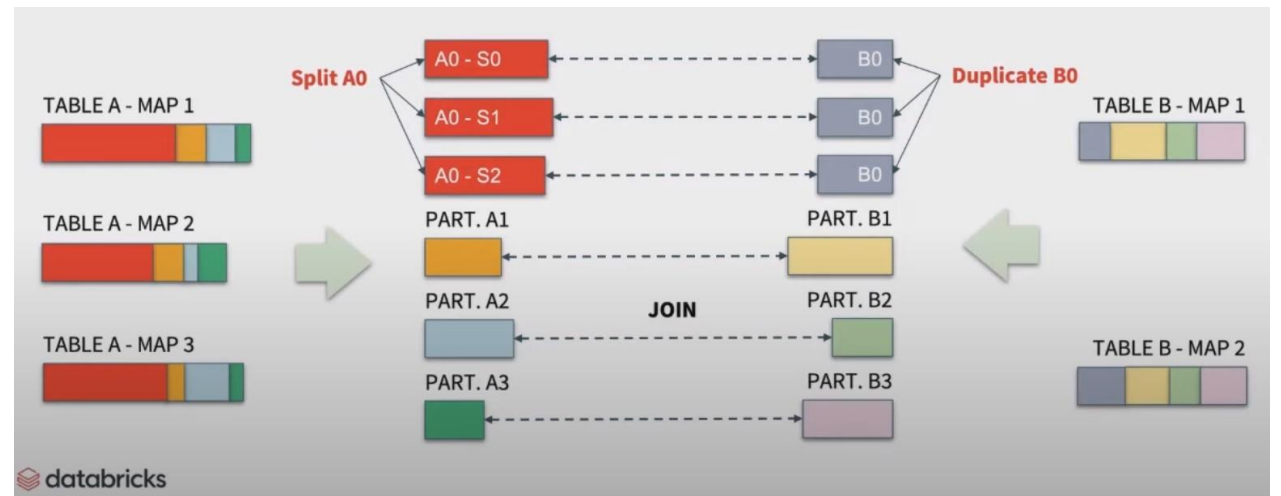 Split A0
A0 - S0
B0
Duplicate B0
TABLE A - MAP 1
A0 - S1
B0
TABLE B - MAP 1
A0 - S2
B0
TABLE A - MAP 2
PART. A1
PART. B1
PART. A2
JOIN
PART. B2
TABLE A - MAP 3
TABLE B - MAP 2
PART. A3
PART. B3
databricks